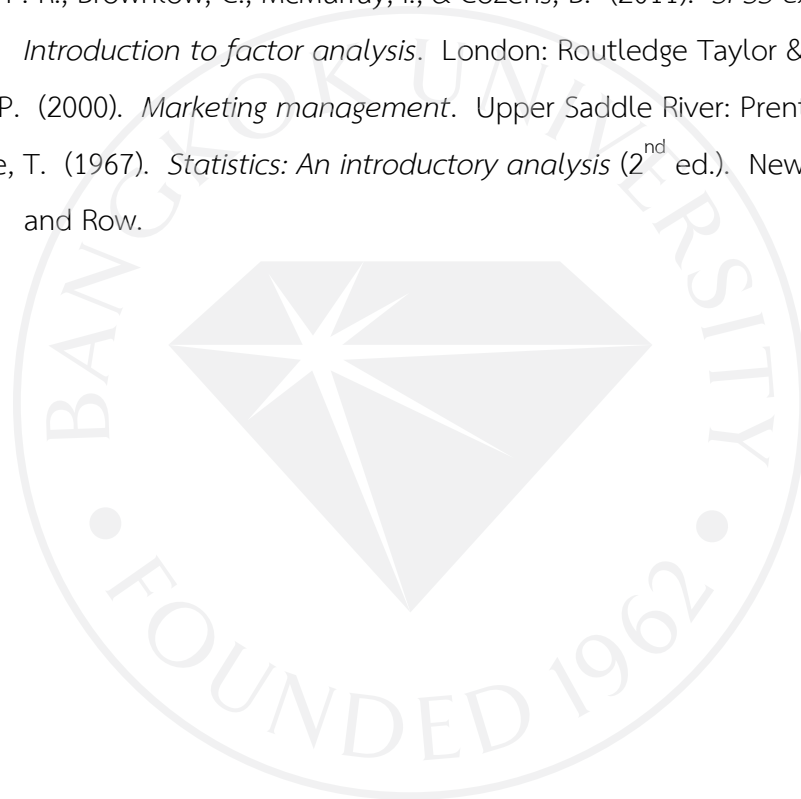 Introduction to factor analysis. London: Routledge Taylor &
P. (2000). Marketing management. Upper Saddle River: Prent
e, T. (1967). Statistics: An introductory analysis (2nd ed.). New
and Row.
BANGKOK UNIVERSITY
FOUNDED 1962